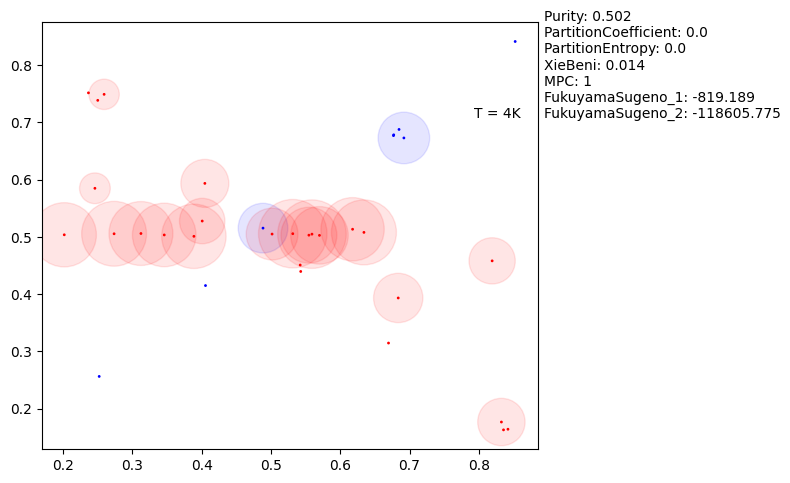 Purity: 0.502
PartitionCoefficient: 0.0
PartitionEntropy: 0.0
XieBeni: 0.014
MPC: 1
FukuyamaSugeno_1: -819.189
FukuyamaSugeno_2: -118605.775
T = 4K
0.8
0.7
0.6
0.5
0.4
0.3
0.2
0.2 0.3 0.4 0.5 0.6 0.7 0.8